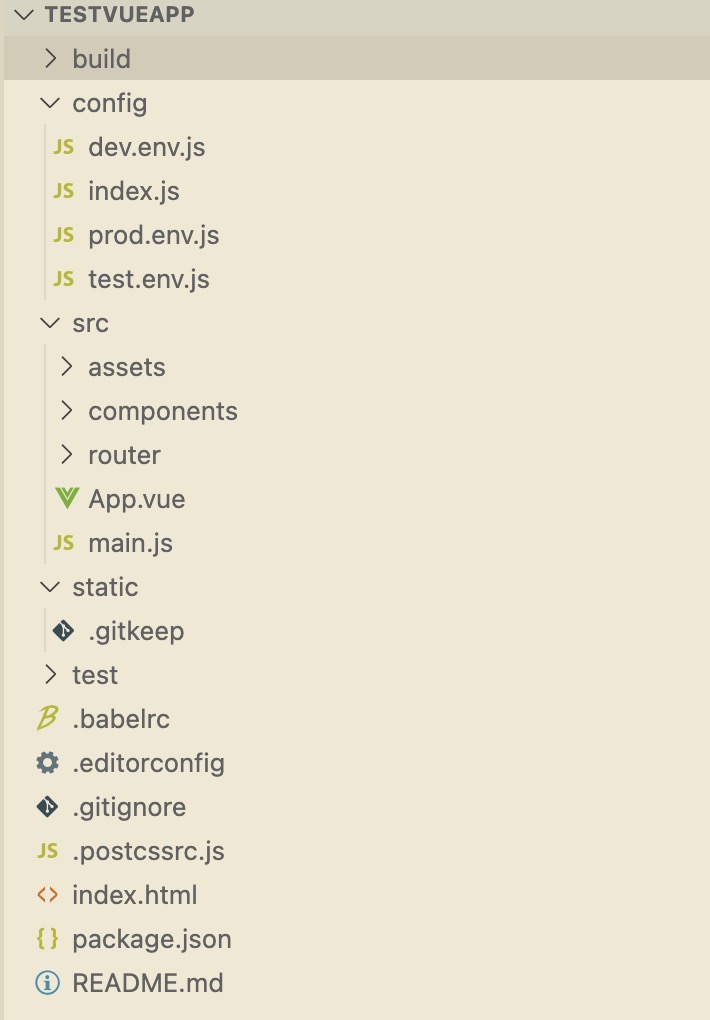 TESTVUEAPP
build
config
JS dev.env.js
JS index.js
JS prod.env.js
JS test.env.js
src
assets
components
router
App.vue
JS main.js
static
.gitkeep
test
.babelrc
.editorconfig
.gitignore
JS .postcssrc.js
index.html
{} package.json
README.md